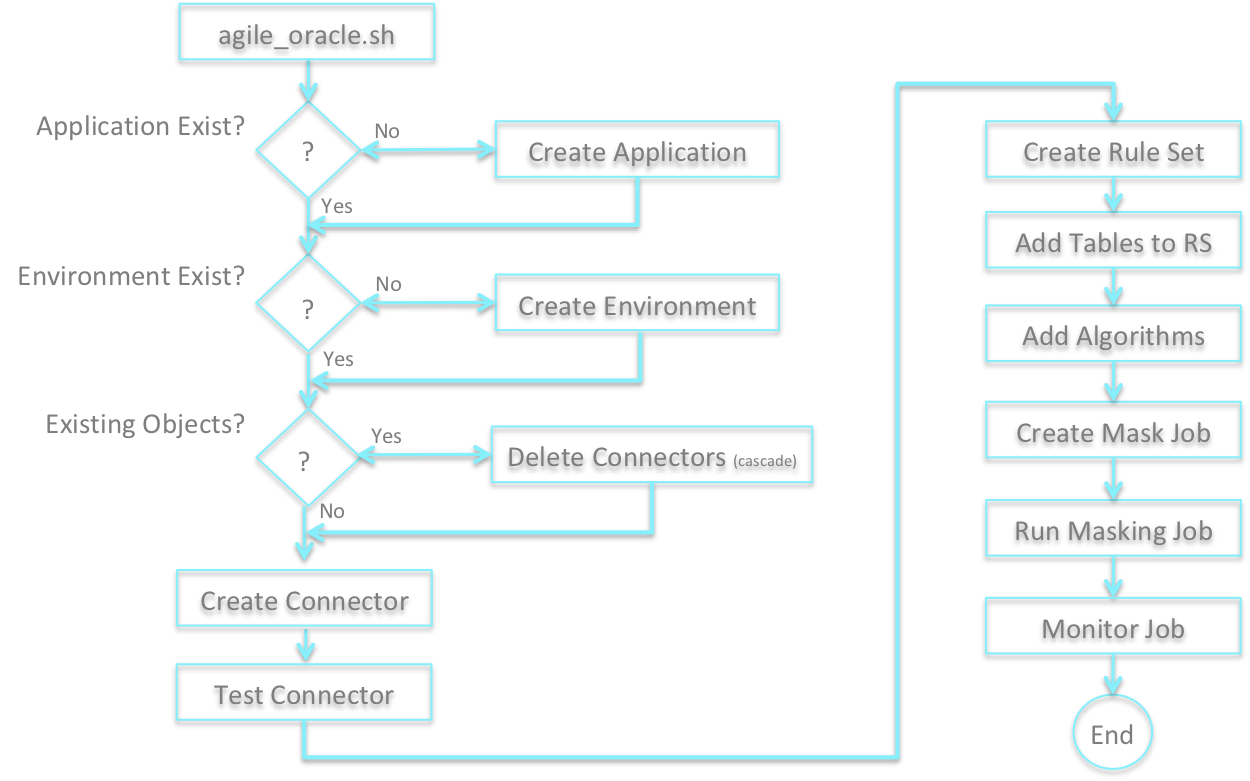 agile_oracle.sh
Application Exist?
?
No
Create Application
Yes
Environment Exist?
?
No
Create Environment
Yes
Existing Objects?
?
Yes
Delete Connectors (cascade)
No
Create Connector
Test Connector
Create Rule Set
Add Tables to RS
Add Algorithms
Create Mask Job
Run Masking Job
Monitor Job
End